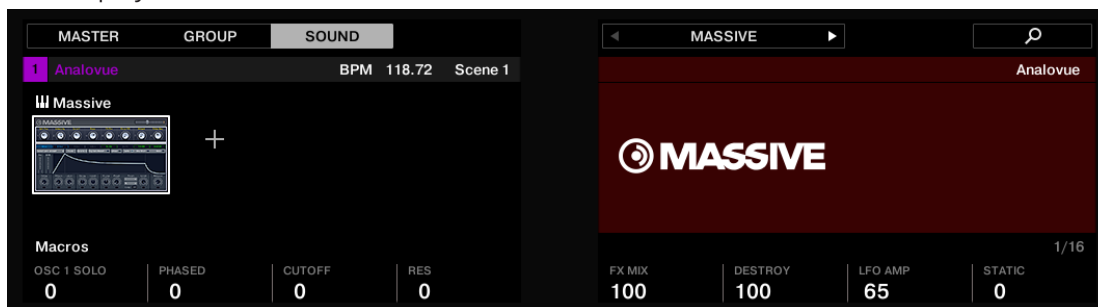 MASTER GROUP SOUND
1 Analovue BPM 118.72 Scene 1
Massive
MASSIVE
Macros
OSC 1 SOLO PHASED CUTOFF RES
0 0 0 0
MASSIVE
Analovue
MASSIVE
1/16
FX MIX DESTROY LFO AMP STATIC
100 100 65 0